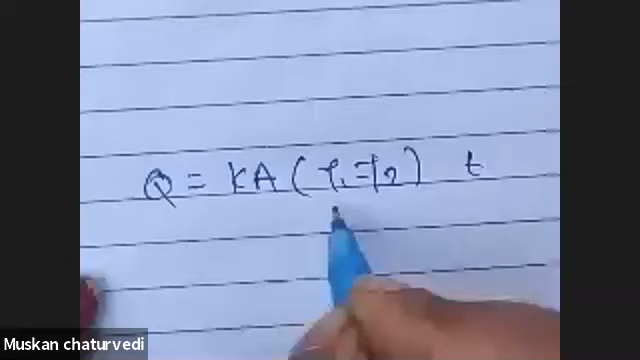 Q = KA (T₁-T₂) t
Muskan chaturvedi